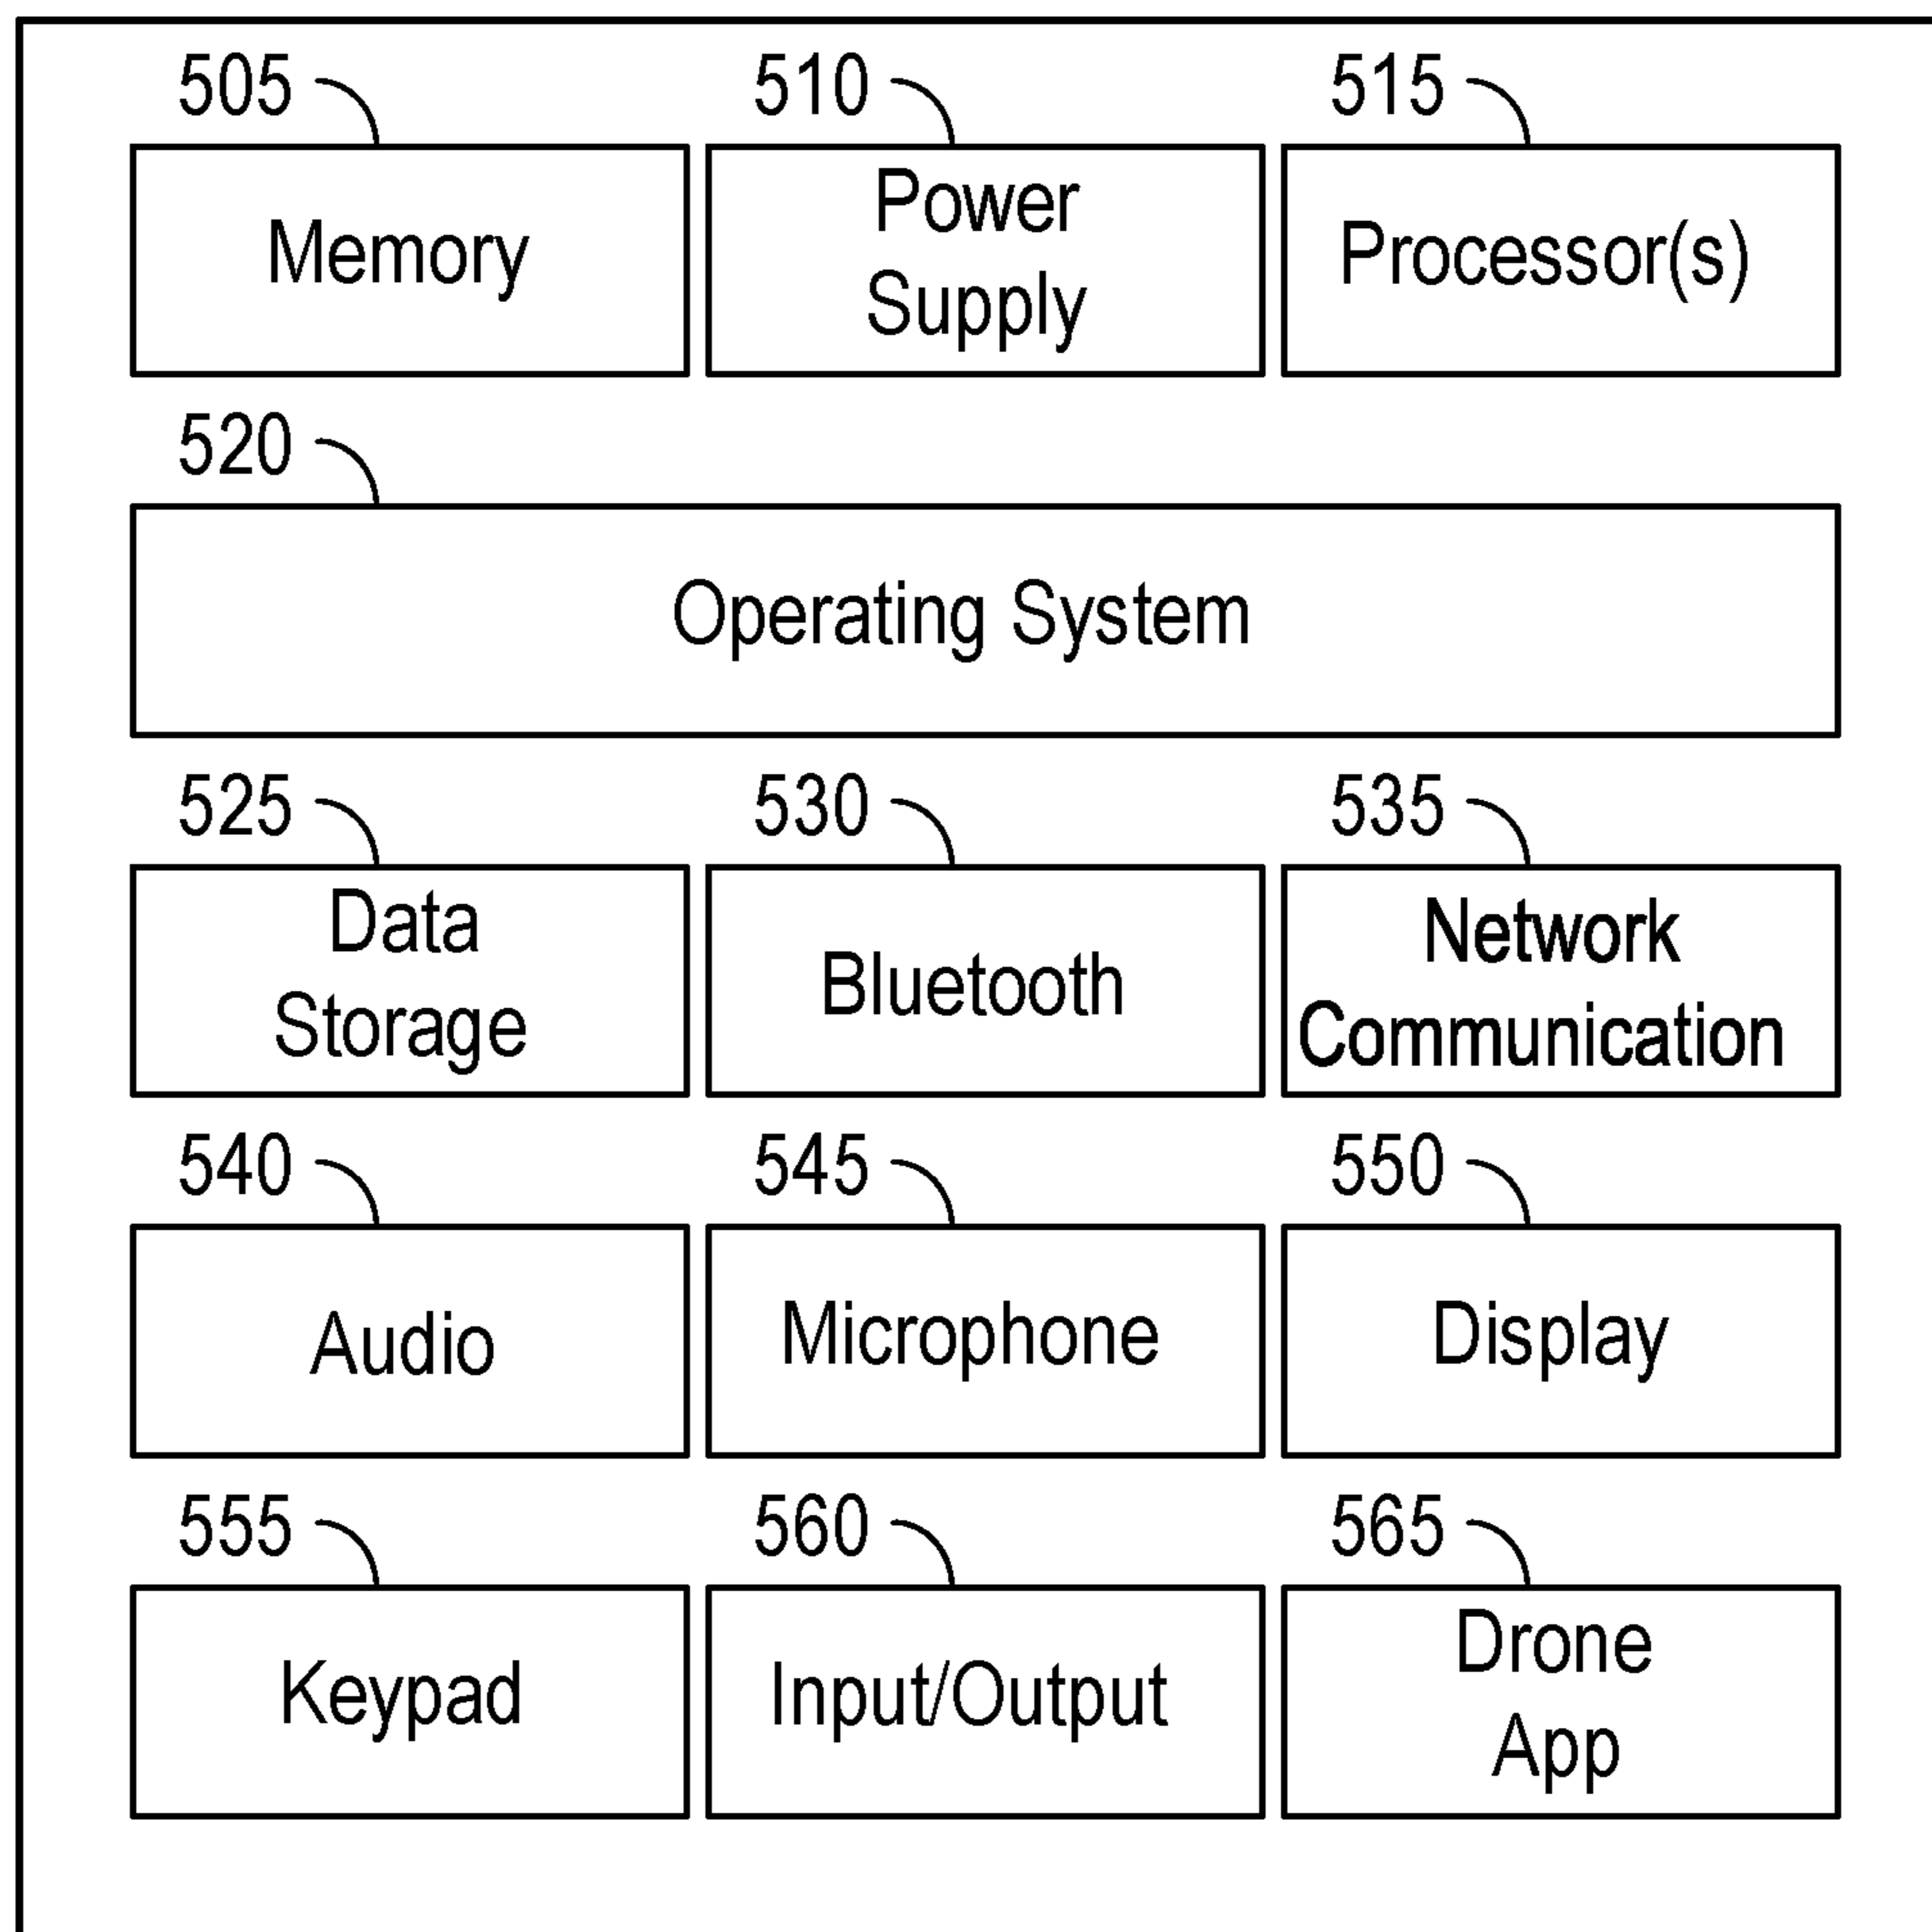 505 510 515
Memory
Power
Supply
Processor(s)
520
Operating System
525 530 535
Data
Storage
Bluetooth
Network
Communication
540 545 550
Audio
Microphone
Display
555 560 565
Keypad
Input/Output
Drone
App